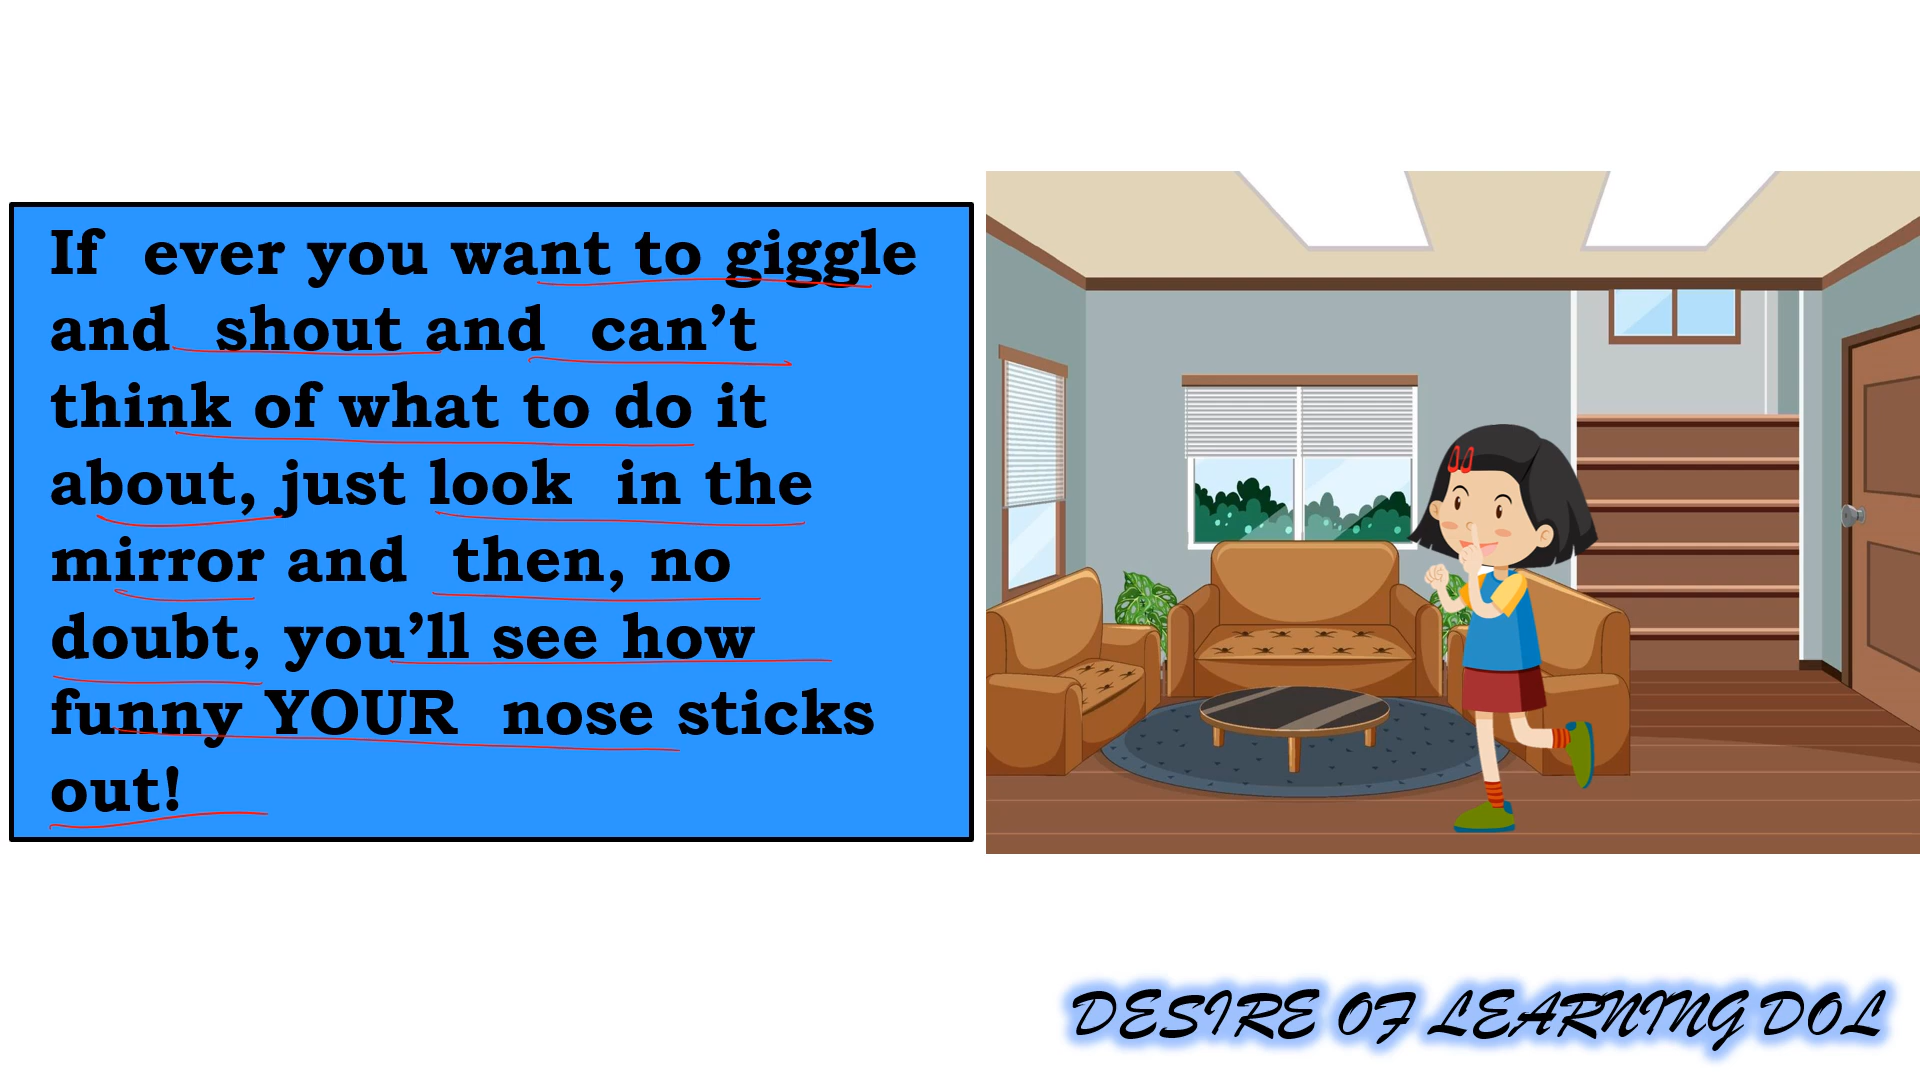 If ever you want to giggle
and shout and can’t
think of what to do it
about, just look in the
mirror and then, no
doubt, you’ll see how
funny YOUR nose sticks
out!
DESIRE OF LEARNING DOL